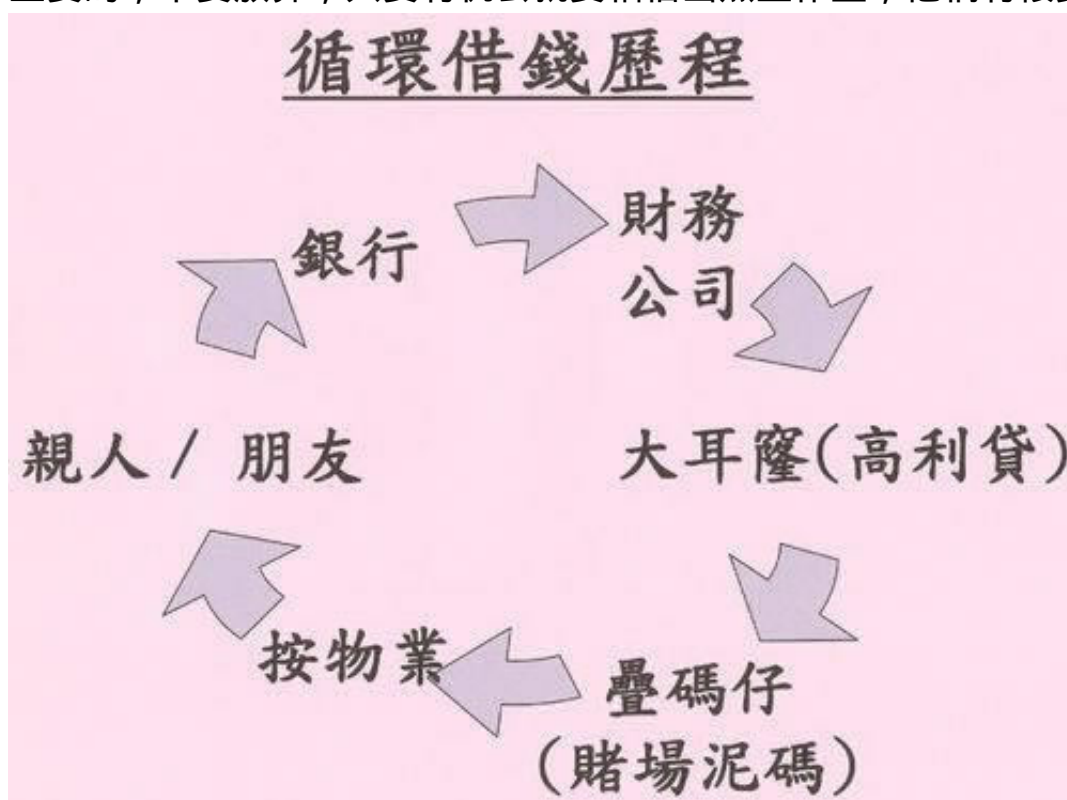 循環借錢歷程
銀行
財務
公司
親人/ 朋友
大耳窿(高利貸)
按物業
疊碼仔
(賭場泥碼)